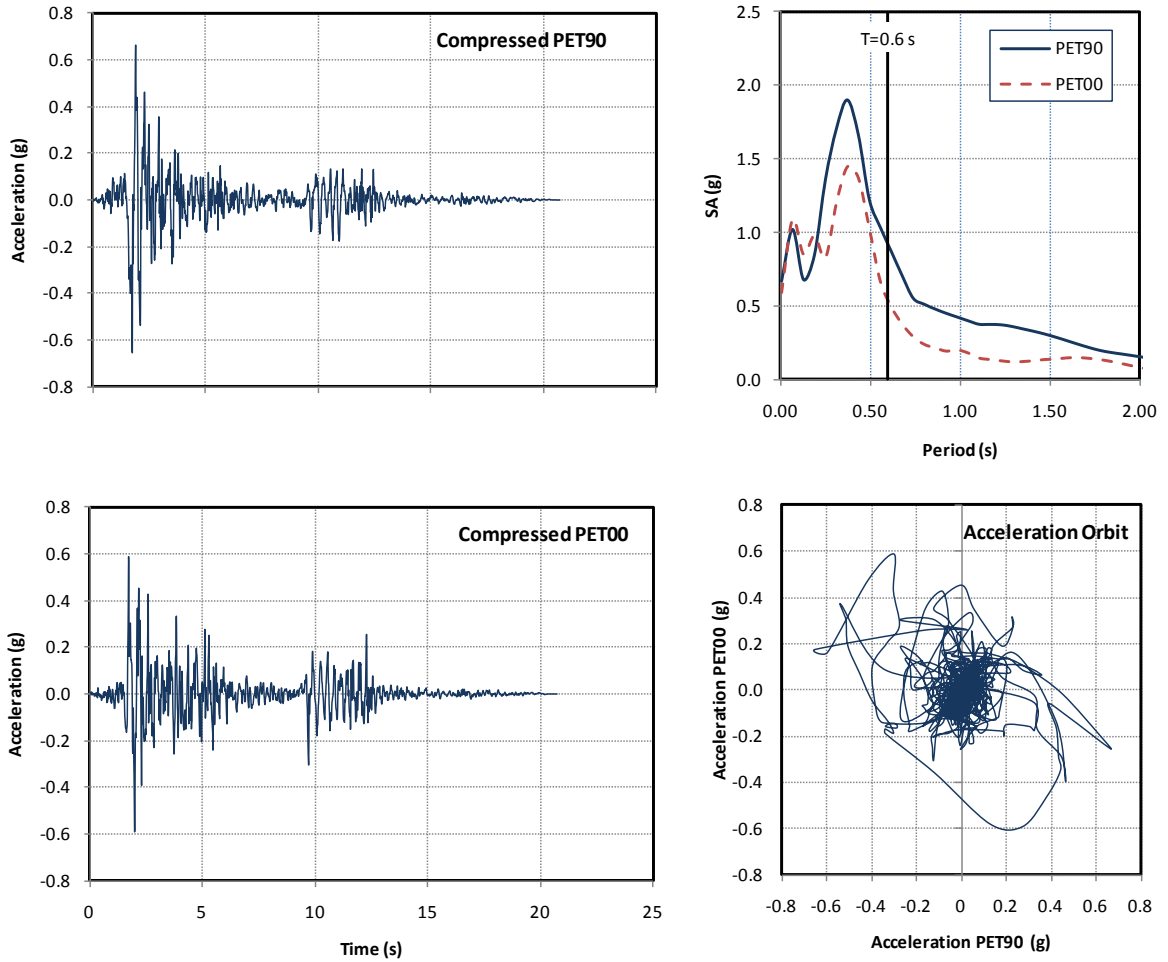 Compressed PET90
0.8
0.6
0.4
0.2
0.0
-0.2
-0.4
-0.6
-0.8
Acceleration (g)
T=0.6 s
PET90
PET00
2.5
2.0
1.5
1.0
0.5
0.0
SA (g)
0.00 0.50 1.00 1.50 2.00
Period (s)
Compressed PET00
0.8
0.6
0.4
0.2
0.0
-0.2
-0.4
-0.6
-0.8
Acceleration (g)
0 5 10 15 20 25
Time (s)
Acceleration Orbit
0.8
0.6
0.4
0.2
0.0
-0.2
-0.4
-0.6
-0.8
Acceleration PET00 (g)
-0.8 -0.6 -0.4 -0.2 0 0.2 0.4 0.6 0.8
Acceleration PET90 (g)